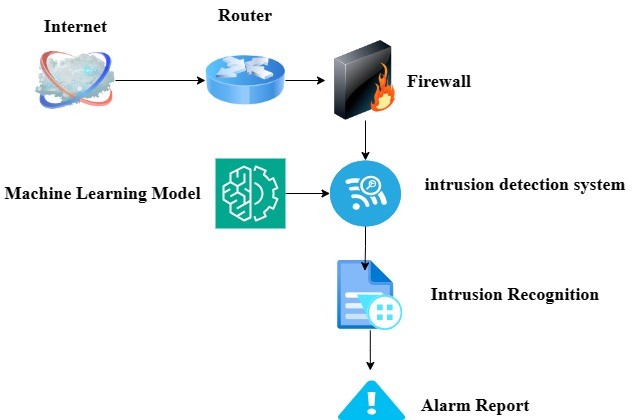 Internet
Router
Firewall
Machine Learning Model
intrusion detection system
Intrusion Recognition
Alarm Report